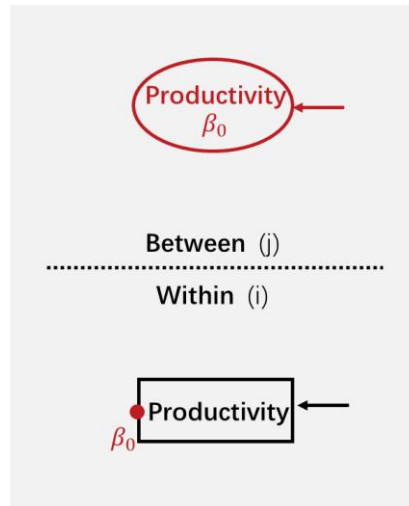 Productivity
β₀
Between (j)
Within (i)
Productivity
β₀